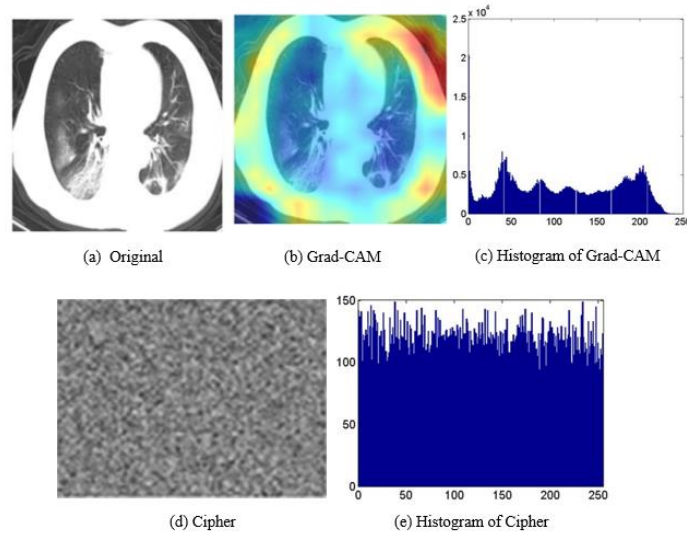 2.5 × 10⁴
2
1.5
1
0.5
0
0 50 100 150 200 250
(a) Original
(b) Grad-CAM
(c) Histogram of Grad-CAM
150
100
50
0
0 50 100 150 200 250
(d) Cipher
(e) Histogram of Cipher